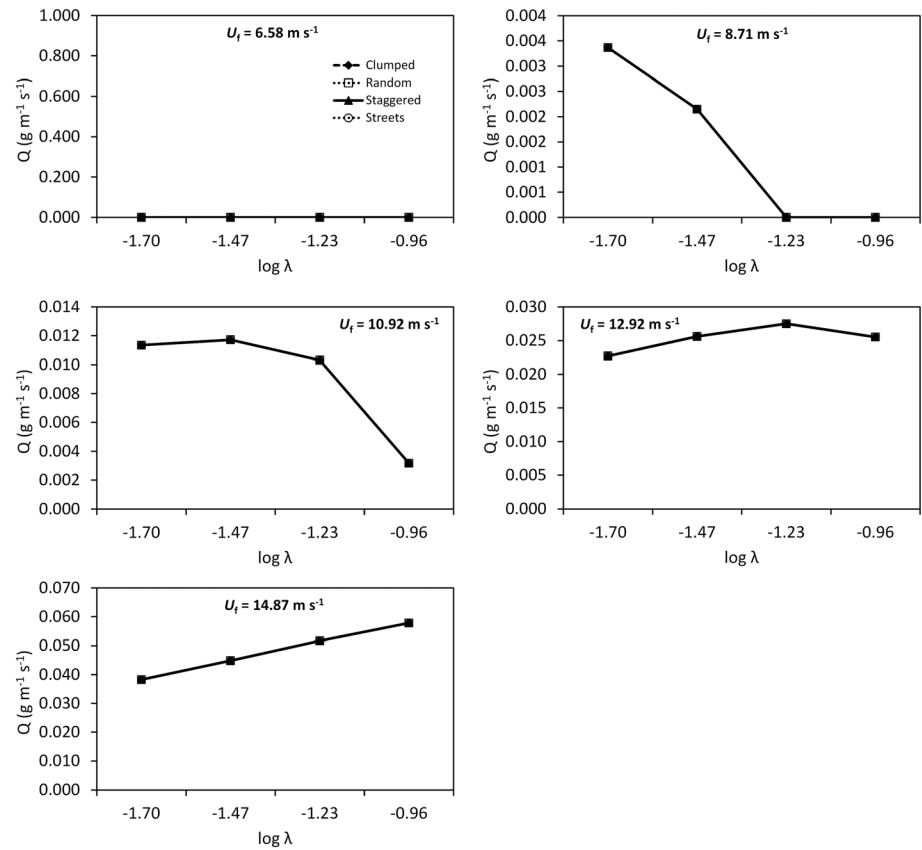 U_f = 6.58 m s⁻¹
Clumped
Random
Staggered
Streets
Q (g m⁻¹ s⁻¹)
1.000
0.800
0.600
0.400
0.200
0.000
-1.70 -1.47 -1.23 -0.96
log λ
U_f = 8.71 m s⁻¹
Q (g m⁻¹ s⁻¹)
0.004
0.003
0.003
0.002
0.002
0.001
0.001
0.000
-1.70 -1.47 -1.23 -0.96
log λ
U_f = 10.92 m s⁻¹
Q (g m⁻¹ s⁻¹)
0.014
0.012
0.010
0.008
0.006
0.004
0.002
0.000
-1.70 -1.47 -1.23 -0.96
log λ
U_f = 12.92 m s⁻¹
Q (g m⁻¹ s⁻¹)
0.030
0.025
0.020
0.015
0.010
0.005
0.000
-1.70 -1.47 -1.23 -0.96
log λ
U_f = 14.87 m s⁻¹
Q (g m⁻¹ s⁻¹)
0.070
0.060
0.050
0.040
0.030
0.020
0.010
0.000
-1.70 -1.47 -1.23 -0.96
log λ